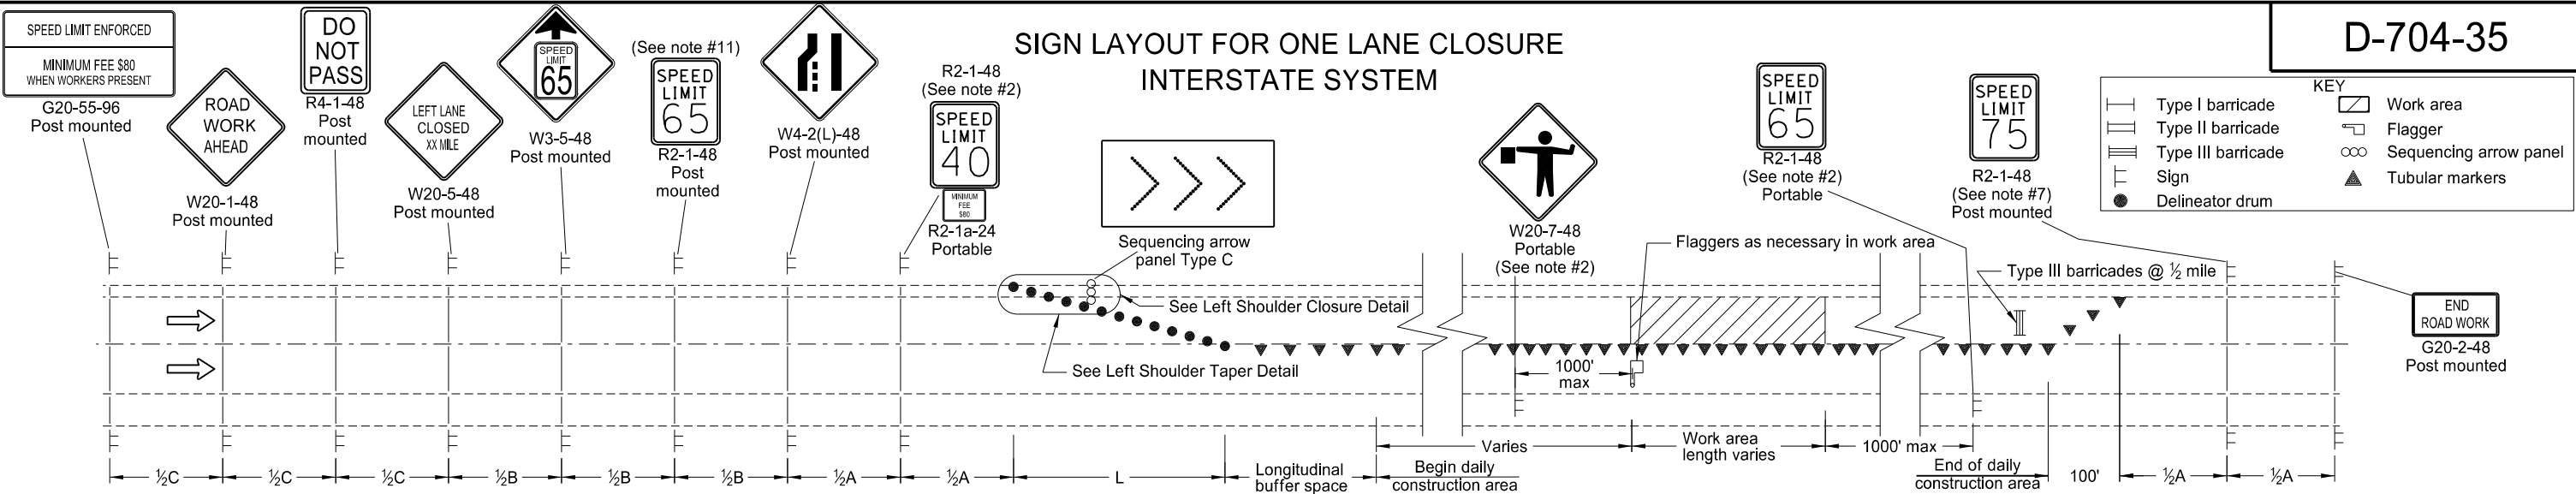 SIGN LAYOUT FOR ONE LANE CLOSURE
INTERSTATE SYSTEM
D-704-35
SPEED LIMIT ENFORCED
MINIMUM FEE $80
WHEN WORKERS PRESENT
G20-55-96
Post mounted
ROAD
WORK
AHEAD
W20-1-48
Post mounted
DO
NOT
PASS
R4-1-48
Post
mounted
LEFT LANE
CLOSED
XX MILE
W20-5-48
Post mounted
SPEED
LIMIT
65
W3-5-48
Post mounted
(See note #11)
SPEED
LIMIT
65
R2-1-48
Post
mounted
W4-2(L)-48
Post mounted
R2-1-48
(See note #2)
SPEED
LIMIT
40
MINIMUM
FEE
$80
R2-1a-24
Portable
Sequencing arrow
panel Type C
W20-7-48
Portable
(See note #2)
SPEED
LIMIT
65
R2-1-48
(See note #2)
Portable
SPEED
LIMIT
75
R2-1-48
(See note #7)
Post mounted
KEY
Type I barricade
Type II barricade
Type III barricade
Sign
Delineator drum
Work area
Flagger
Sequencing arrow panel
Tubular markers
Flaggers as necessary in work area
Type III barricades @ ½ mile
END
ROAD WORK
G20-2-48
Post mounted
See Left Shoulder Closure Detail
See Left Shoulder Taper Detail
1000'
max
½C
½C
½C
½B
½B
½B
½A
½A
L
Longitudinal
buffer space
Varies
Begin daily
construction area
Work area
length varies
1000' max
End of daily
construction area
100'
½A
½A